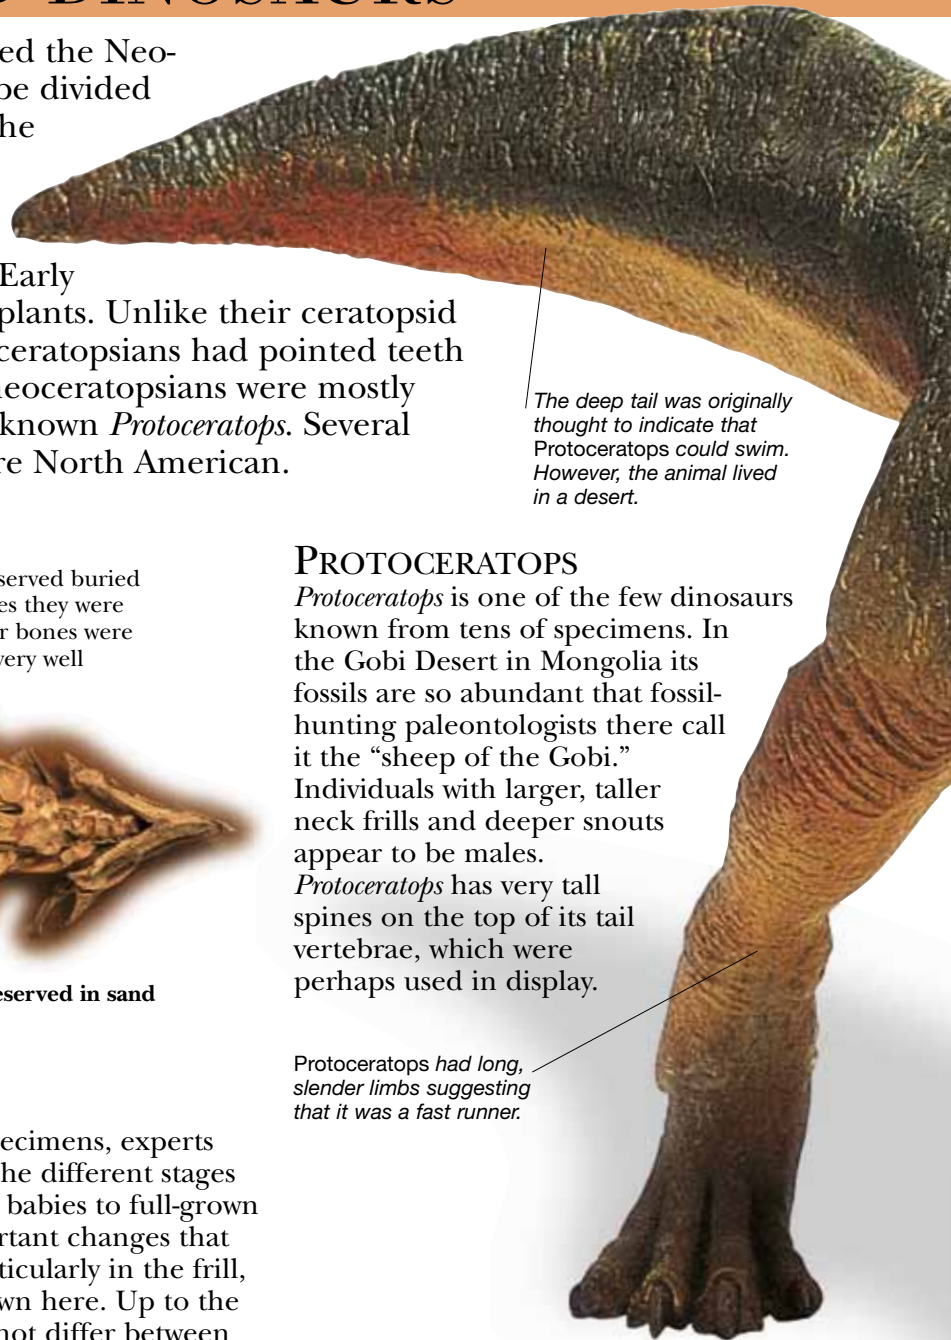 DINOSAURS
ed the Neo-
be divided
he
Early
plants. Unlike their ceratopsid
ceratopsians had pointed teeth
neoceratopsians were mostly
known Protoceratops. Several
re North American.
The deep tail was originally
thought to indicate that
Protoceratops could swim.
However, the animal lived
in a desert.
served buried
es they were
r bones were
very well
eserved in sand
PROTOCERATOPS
Protoceratops is one of the few dinosaurs
known from tens of specimens. In
the Gobi Desert in Mongolia its
fossils are so abundant that fossil-
hunting paleontologists there call
it the “sheep of the Gobi.”
Individuals with larger, taller
neck frills and deeper snouts
appear to be males.
Protoceratops has very tall
spines on the top of its tail
vertebrae, which were
perhaps used in display.
Protoceratops had long,
slender limbs suggesting
that it was a fast runner.
ecimens, experts
he different stages
babies to full-grown
rtant changes that
ticularly in the frill,
wn here. Up to the
not differ between